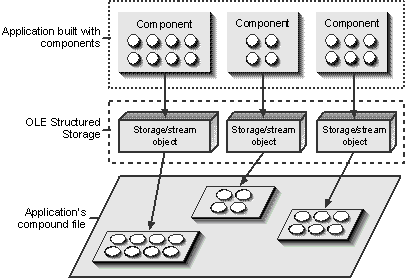 Component
Component
Component
Application built with
components
OLE Structured
Storage
Storage/stream
object
Storage/stream
object
Storage/stream
object
Application's
compound file